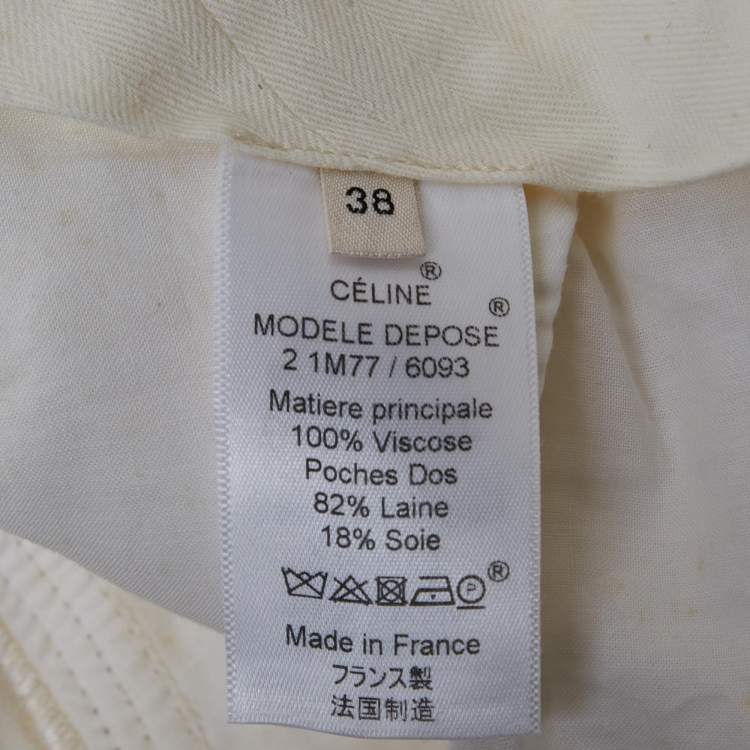 38
CÉLINE®
MODELE DEPOSE®
2 1M77 / 6093
Matiere principale
100% Viscose
Poches Dos
82% Laine
18% Soie
P®
Made in France
フランス製
法国制造